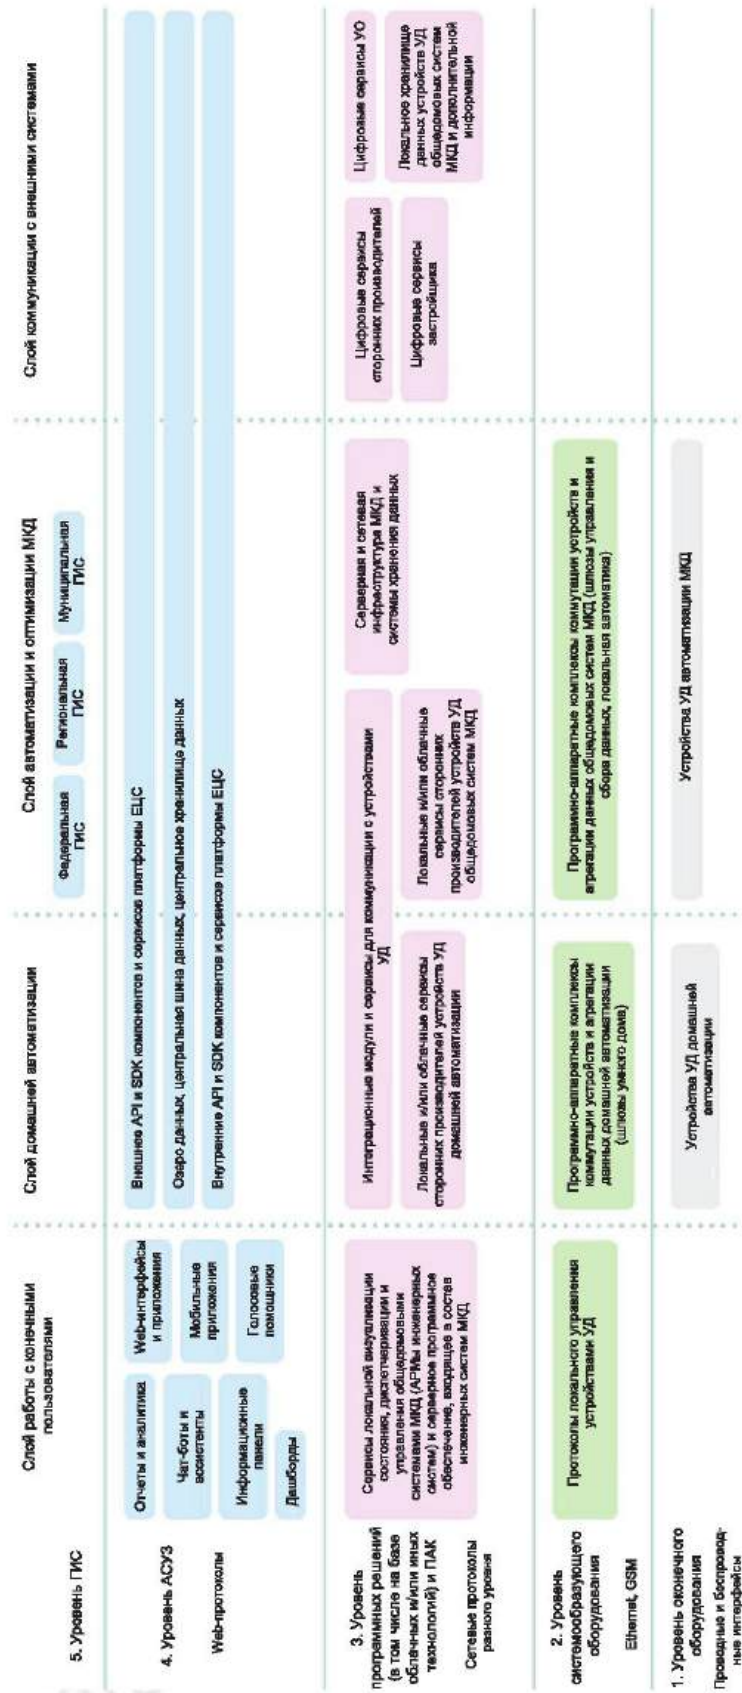 Слой работы с конечными
пользователями
Слой домашней автоматизации
Слой автоматизации и оптимизации МКД
Слой коммуникации с внешними системами
5. Уровень ГИС
Федеральная
ГИС
Региональная
ГИС
Муниципальная
ГИС
4. Уровень АСУЗ
Web-протоколы
Отчеты и аналитика
Чат-боты и
ассистенты
Информационные
панели
Дашборды
Web-интерфейсы
и приложения
Мобильные
приложения
Голосовые
помощники
Внешнее API и SDK компонентов и сервисов платформы ЕЦС
Озеро данных, центральная шина данных, центральное хранилище данных
Внутренние API и SDK компонентов и сервисов платформы ЕЦС
3. Уровень
программных решений
(в том числе на базе
облачных и/или иных
технологий) и ПАК
Сетевые протоколы
разного уровня
Сервисы локальной визуализации
состояния, диспетчеризации и
управления общедомовыми
системами МКД (АРМы инженерных
систем) и серверное программное
обеспечение, входящее в состав
инженерных систем МКД
Интеграционные модули и сервисы для коммуникации с устройствами
УД
Локальные и/или облачные сервисы
сторонних производителей устройств УД
домашней автоматизации
Локальные и/или облачные
сервисы сторонних
производителей устройств УД
общедомовых систем МКД
Серверная и сетевая
инфраструктура МКД и
системы хранения данных
Цифровые сервисы
сторонних производителей
Цифровые сервисы
застройщика
Цифровые сервисы УО
Локальное хранилище
данных устройств УД
общедомовых систем
МКД и дополнительной
информации
2. Уровень
системообразующего
оборудования
Ethernet, GSM
Протоколы локального управления
устройствами УД
Программно-аппаратные комплексы
коммутации устройств и агрегации
данных домашней автоматизации
(шлюзы умного дома)
Программно-аппаратные комплексы коммутации устройств и
агрегации данных общедомовых систем МКД (шлюзы управления и
сбора данных, локальная автоматика)
1. Уровень оконечного
оборудования
Проводные и беспровод-
ные интерфейсы
Устройства УД домашней
автоматизации
Устройства УД автоматизации МКД